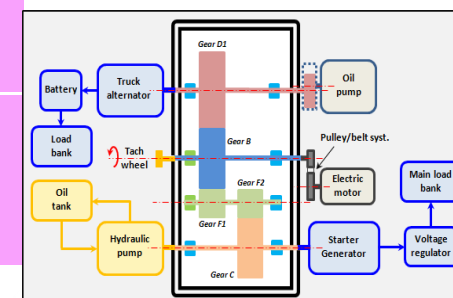 Gear D1
Battery
Truck
alternator
Oil
pump
Load
bank
Tach
wheel
Gear B
Pulley/belt syst.
Main load
bank
Oil
tank
Gear F2
Electric
motor
Hydraulic
pump
Gear F1
Gear C
Starter
Generator
Voltage
regulator